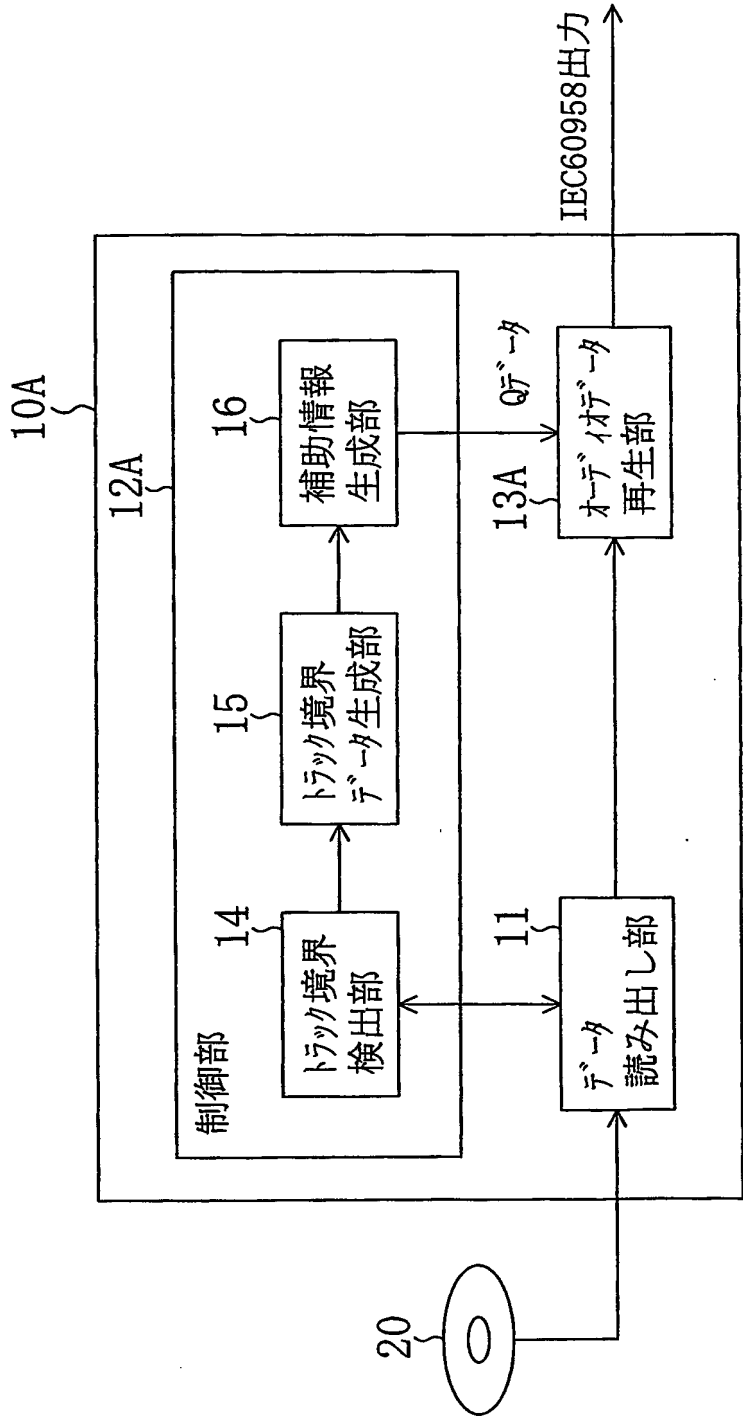 10A
12A
制御部
14
トラック境界
検出部
15
トラック境界
データ生成部
16
補助情報
生成部
Qデータ
20
11
データ
読み出し部
13A
オーディオデータ
再生部
IEC60958出力